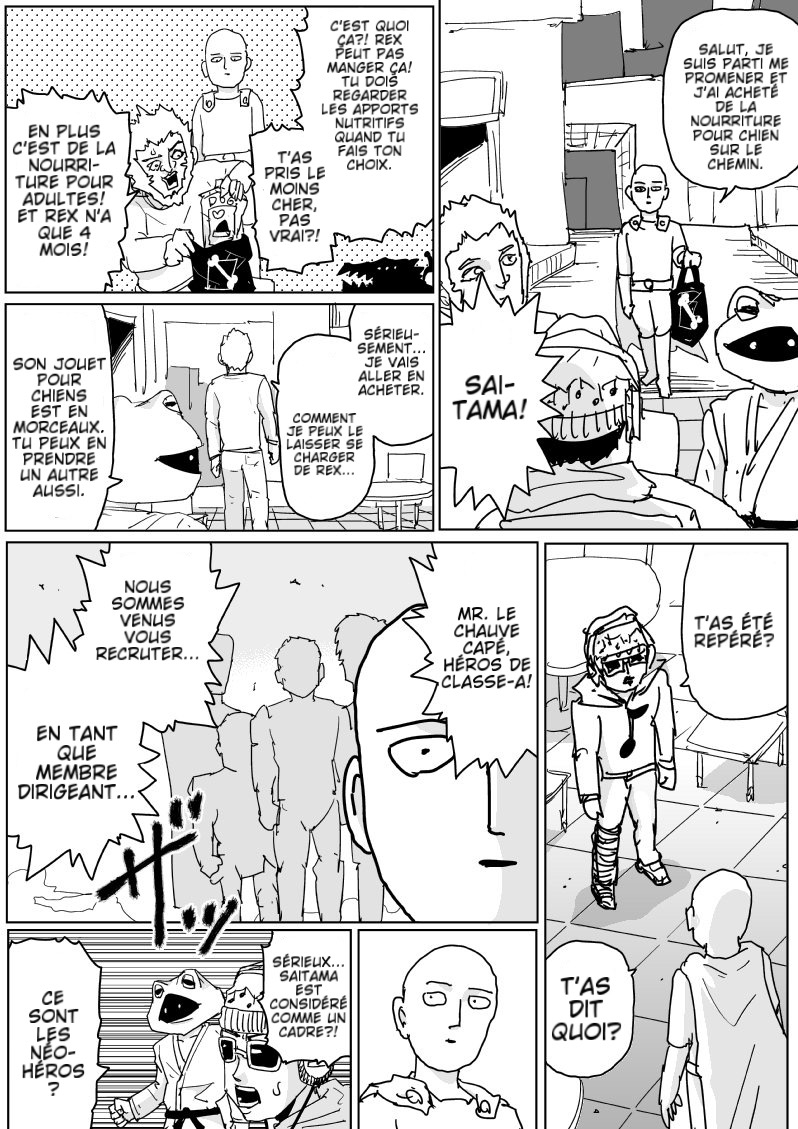 SALUT, JE
SUIS PARTI ME
PROMENER ET
J'AI ACHETÉ
DE LA
NOURRITURE
POUR CHIEN
SUR LE
CHEMIN.
SAI-
TAMA!
C'EST QUOI
ÇA?! REX
PEUT PAS
MANGER ÇA!
TU DOIS
REGARDER
LES APPORTS
NUTRITIFS
QUAND TU
FAIS TON
CHOIX.
T'AS
PRIS LE
MOINS
CHER,
PAS
VRAI?!
EN PLUS
C'EST DE LA
NOURRI-
TURE POUR
ADULTES!
ET REX N'A
QUE 4
MOIS!
SÉRIEU-
SEMENT...
JE VAIS
ALLER EN
ACHETER.
COMMENT
JE PEUX LE
LAISSER SE
CHARGER
DE REX...
SON JOUET
POUR
CHIENS
EST EN
MORCEAUX.
TU PEUX EN
PRENDRE
UN AUTRE
AUSSI.
T'AS ÉTÉ
REPÉRÉ?
T'AS
DIT
QUOI?
MR. LE
CHAUVE
CAPÉ,
HÉROS DE
CLASSE-A!
NOUS
SOMMES
VENUS
VOUS
RECRUTER...
EN TANT
QUE
MEMBRE
DIRIGEANT...
ザッ
SÉRIEUX...
SAITAMA
EST
CONSIDÉRÉ
COMME UN
CADRE?!
CE
SONT
LES
NÉO-
HÉROS
?